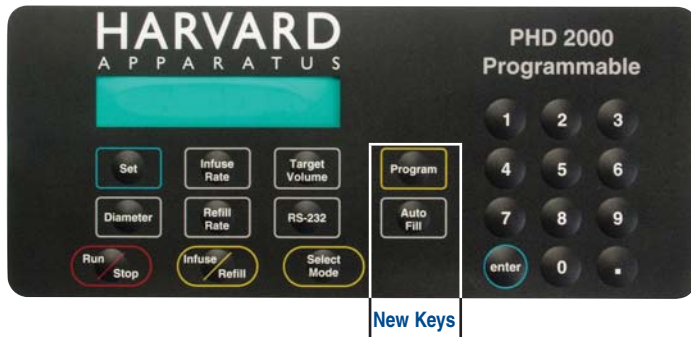 HARVARD
APPARATUS
PHD 2000
Programmable
1 2 3
Set
Infuse
Rate
Target
Volume
Program
4 5 6
Diameter
Refill
Rate
RS-232
Auto
Fill
7 8 9
Run
Stop
Infuse
Refill
Select
Mode
enter 0 .
New Keys